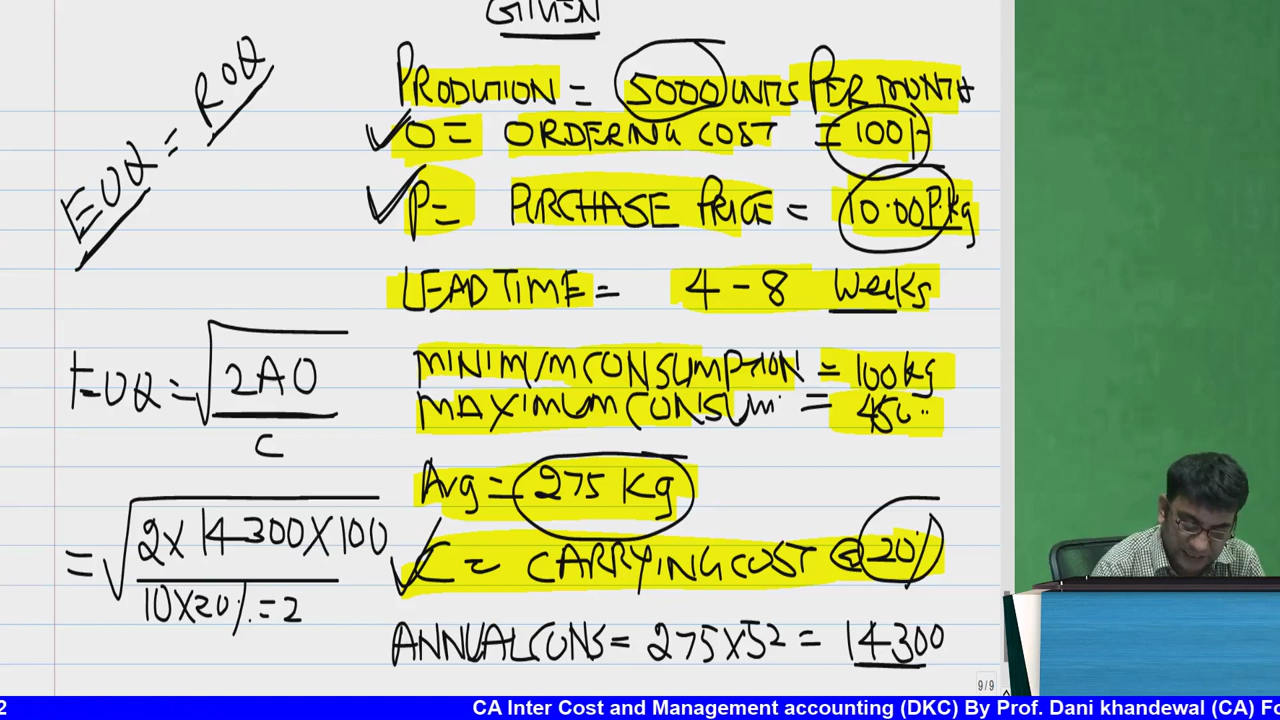 GIVEN
PRODUTION = 5000 UNITS PER MONTH
O = ORDERING COST = 100/-
P = PURCHASE PRICE = 10.00 P.Kg
EOQ = ROQ
LEAD TIME = 4 - 8 Weeks
MINIM/M CONSUMPTION = 100 kg
MAXIMUM CONSUM. = 450 "
EOQ = √2AO
C
Avg = 275 Kg
C = CARRYING COST @ 20%
= √2 X 14300 X 100
10 X 20% = 2
ANNUAL CONS = 275 X 52 = 14300
9/9
2 CA Inter Cost and Management accounting (DKC) By Prof. Dani khandewal (CA) Fo